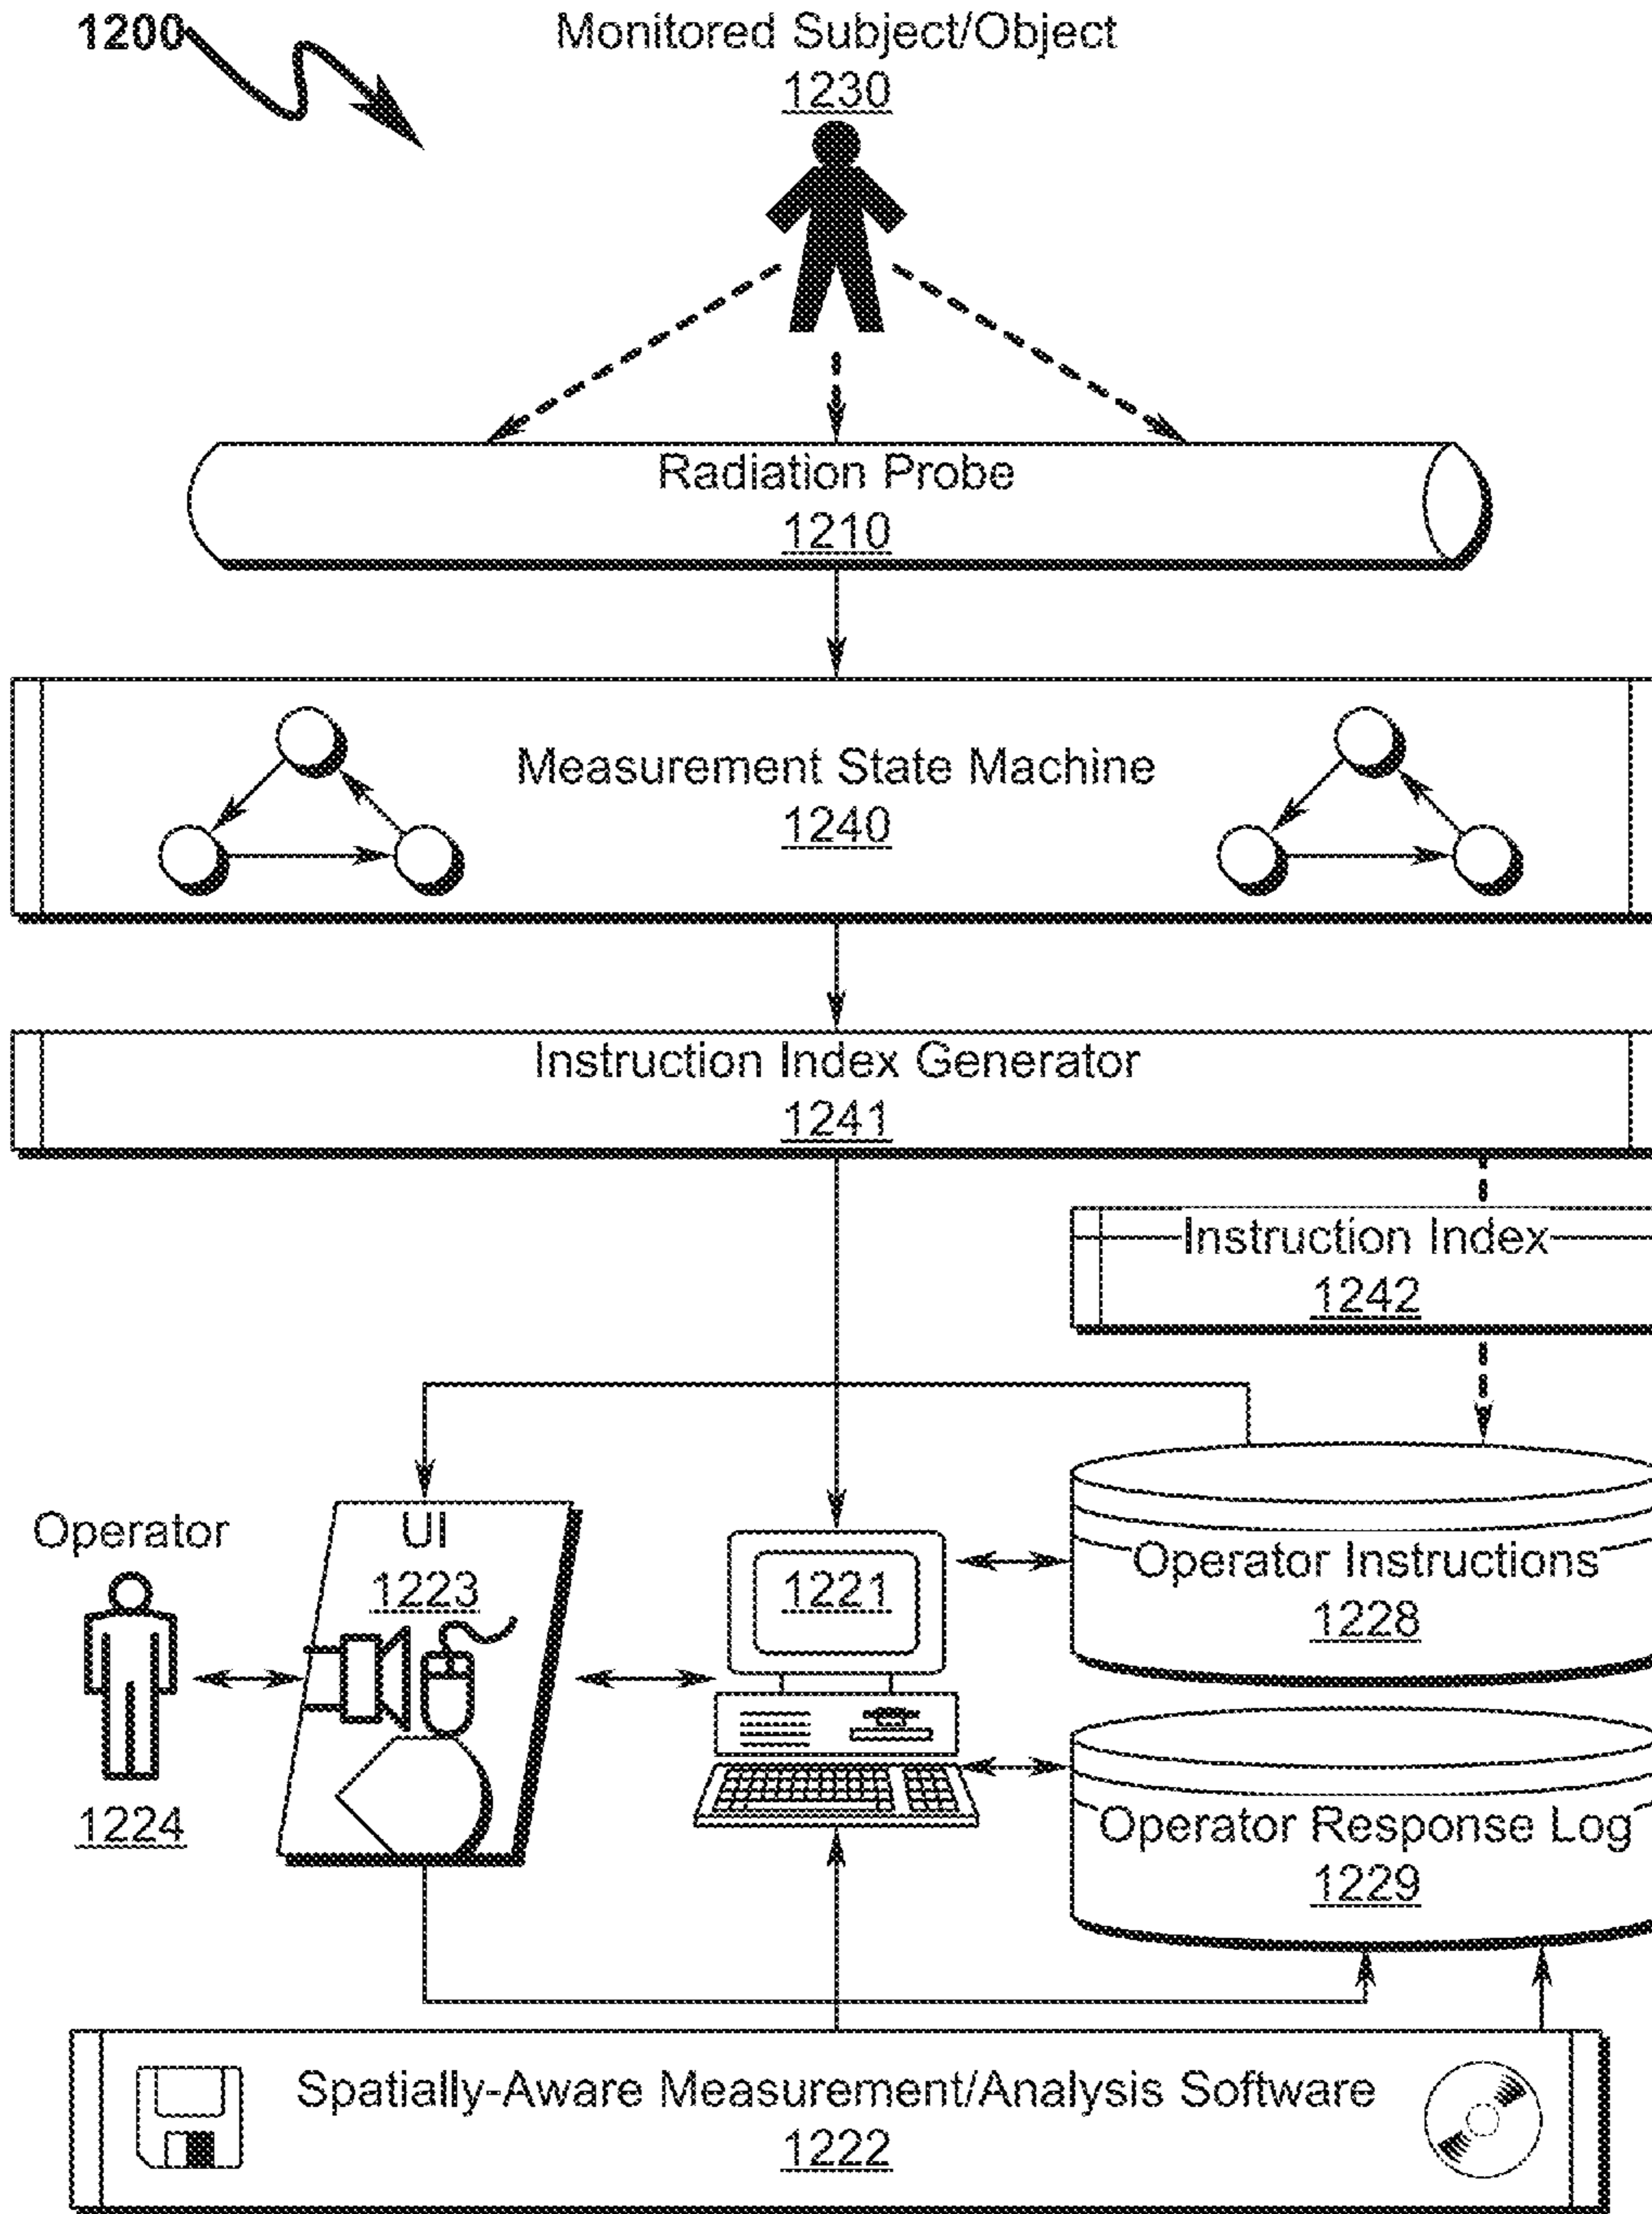 1200
Monitored Subject/Object
1230
Radiation Probe
1210
Measurement State Machine
1240
Instruction Index Generator
1241
Instruction Index
1242
Operator
UI
1223
1221
Operator Instructions
1228
1224
Operator Response Log
1229
Spatially-Aware Measurement/Analysis Software
1222